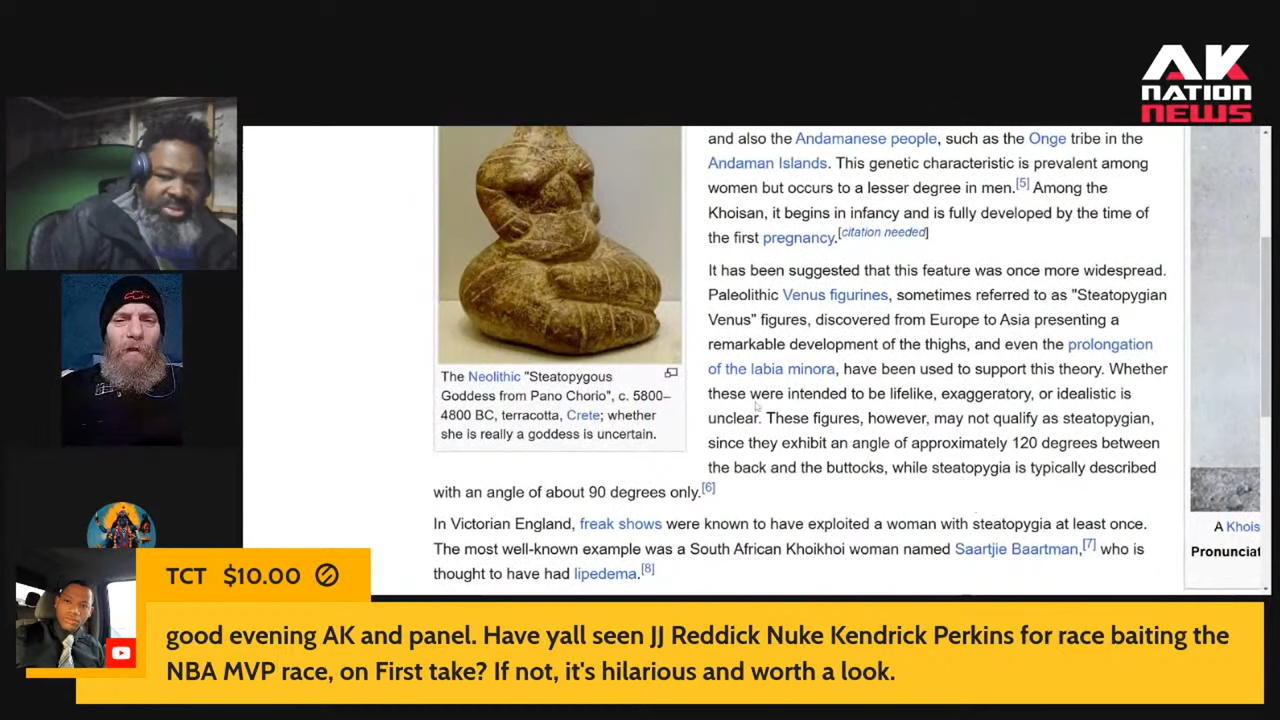 AK
NATION
NEWS
and also the Andamanese people, such as the Onge tribe in the
Andaman Islands. This genetic characteristic is prevalent among
women but occurs to a lesser degree in men.[5] Among the
Khoisan, it begins in infancy and is fully developed by the time of
the first pregnancy.[citation needed]
It has been suggested that this feature was once more widespread.
Paleolithic Venus figurines, sometimes referred to as "Steatopygian
Venus" figures, discovered from Europe to Asia presenting a
remarkable development of the thighs, and even the prolongation
of the labia minora, have been used to support this theory. Whether
these were intended to be lifelike, exaggeratory, or idealistic is
unclear. These figures, however, may not qualify as steatopygian,
since they exhibit an angle of approximately 120 degrees between
the back and the buttocks, while steatopygia is typically described
with an angle of about 90 degrees only.[6]
The Neolithic "Steatopygous
Goddess from Pano Chorio", c. 5800–
4800 BC, terracotta, Crete; whether
she is really a goddess is uncertain.
In Victorian England, freak shows were known to have exploited a woman with steatopygia at least once.
The most well-known example was a South African Khoikhoi woman named Saartjie Baartman,[7] who is
thought to have had lipedema.[8]
A Khois
Pronunciat
TCT $10.00
good evening AK and panel. Have yall seen JJ Reddick Nuke Kendrick Perkins for race baiting the
NBA MVP race, on First take? If not, it's hilarious and worth a look.